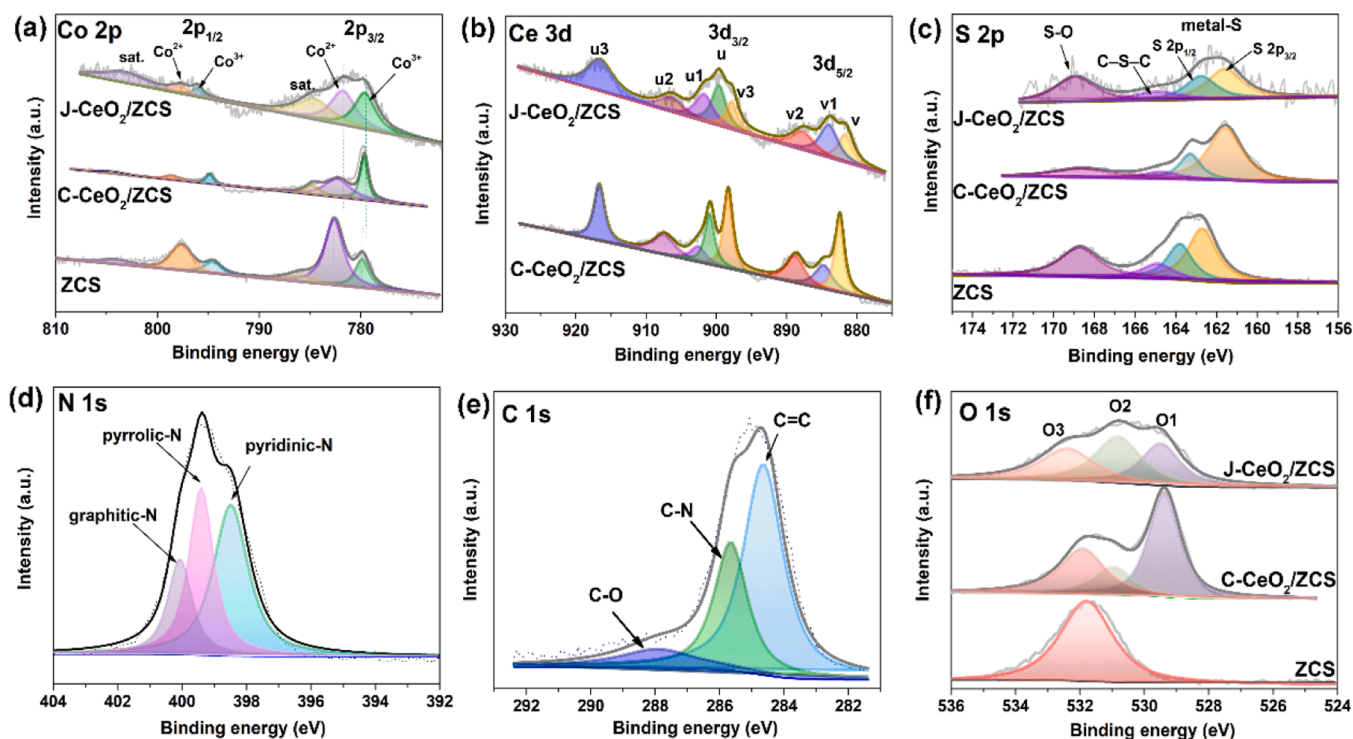 (a) Co 2p
2p1/2
2p3/2
sat.
Co2+
Co3+
sat.
Co2+
Co3+
J-CeO2/ZCS
C-CeO2/ZCS
ZCS
Intensity (a.u.)
810 800 790 780
Binding energy (eV)
(b) Ce 3d
3d3/2
3d5/2
u3
u2
u1
u
v3
v2
v1
v
J-CeO2/ZCS
C-CeO2/ZCS
Intensity (a.u.)
930 920 910 900 890 880
Binding energy (eV)
(c) S 2p
metal-S
S-O
C–S–C
S 2p1/2
S 2p3/2
J-CeO2/ZCS
C-CeO2/ZCS
ZCS
Intensity (a.u.)
175 170 168 166 164 162 160 158 156
Binding energy (eV)
(d) N 1s
pyrrolic-N
pyridinic-N
graphitic-N
Intensity (a.u.)
404 402 400 398 396 394 392
Binding energy (eV)
(e) C 1s
C=C
C-N
C-O
Intensity (a.u.)
292 290 288 286 284 282
Binding energy (eV)
(f) O 1s
O3
O2
O1
J-CeO2/ZCS
C-CeO2/ZCS
ZCS
Intensity (a.u.)
536 534 532 530 528 526 524
Binding energy (eV)